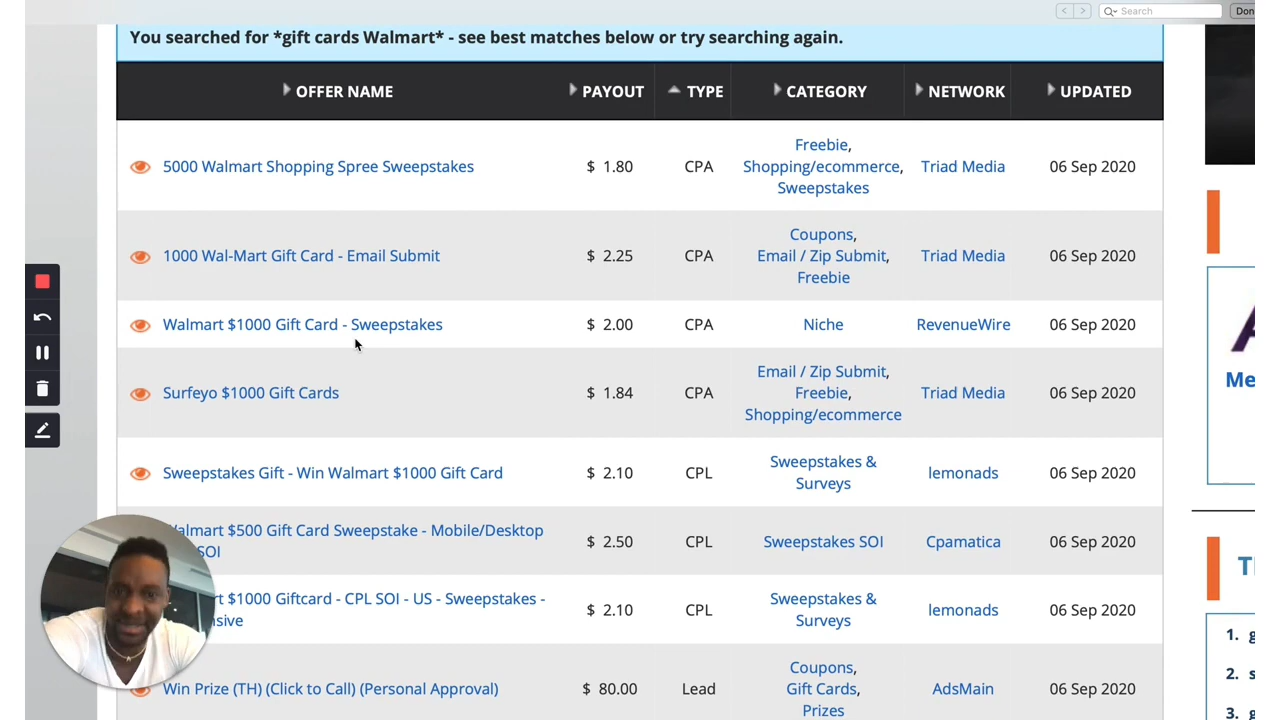 Search
Don
You searched for *gift cards Walmart* - see best matches below or try searching again.
OFFER NAME PAYOUT TYPE CATEGORY NETWORK UPDATED
5000 Walmart Shopping Spree Sweepstakes $ 1.80 CPA Freebie, Triad Media 06 Sep 2020
Shopping/ecommerce,
Sweepstakes
1000 Wal-Mart Gift Card - Email Submit $ 2.25 CPA Coupons, Triad Media 06 Sep 2020
Email / Zip Submit,
Freebie
Walmart $1000 Gift Card - Sweepstakes $ 2.00 CPA Niche RevenueWire 06 Sep 2020
Surfeyo $1000 Gift Cards $ 1.84 CPA Email / Zip Submit, Triad Media 06 Sep 2020
Freebie,
Shopping/ecommerce
Sweepstakes Gift - Win Walmart $1000 Gift Card $ 2.10 CPL Sweepstakes & lemonads 06 Sep 2020
Surveys
Walmart $500 Gift Card Sweepstake - Mobile/Desktop $ 2.50 CPL Sweepstakes SOI Cpamatica 06 Sep 2020
SOI
rt $1000 Giftcard - CPL SOI - US - Sweepstakes - $ 2.10 CPL Sweepstakes & lemonads 06 Sep 2020
nsive Surveys
Win Prize (TH) (Click to Call) (Personal Approval) $ 80.00 Lead Coupons, AdsMain 06 Sep 2020
Gift Cards,
Prizes
Me
1. g
2. s
3. g